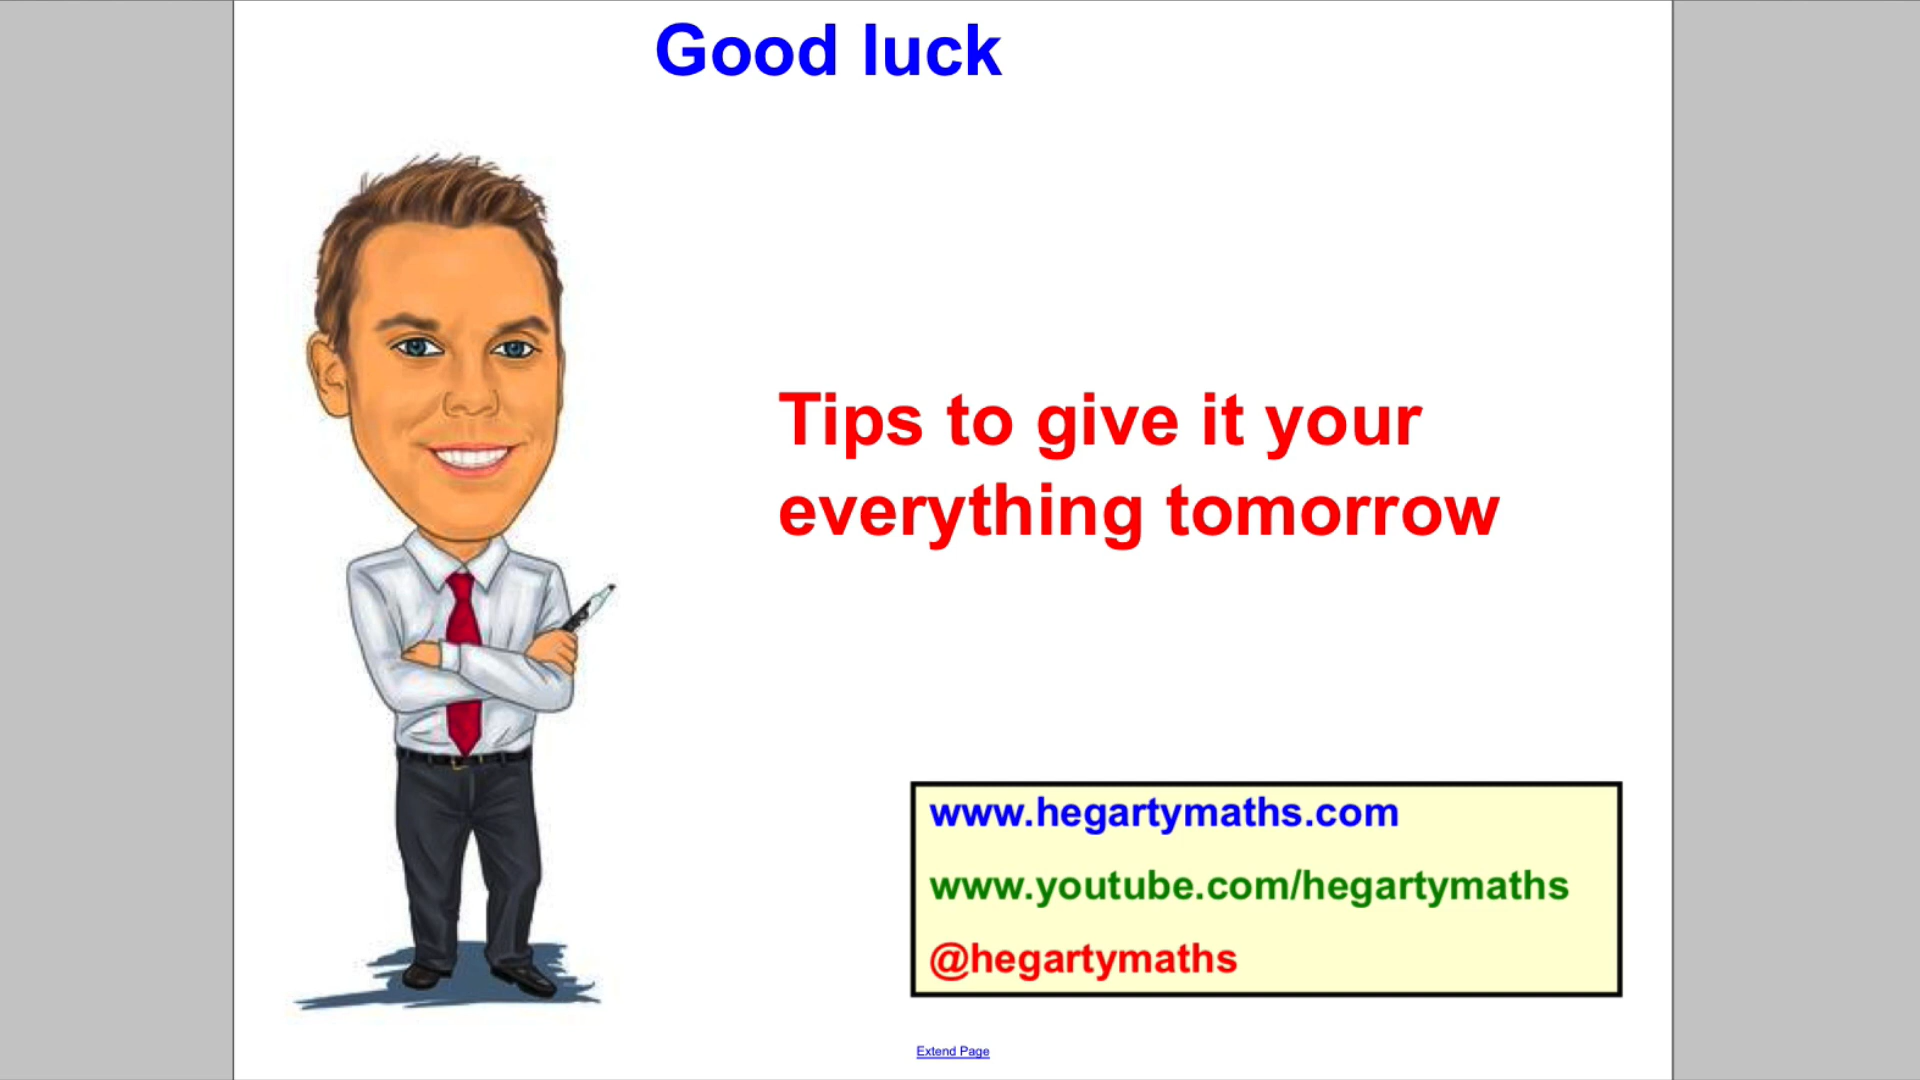 Good luck
Tips to give it your
everything tomorrow
www.hegartymaths.com
www.youtube.com/hegartymaths
@hegartymaths
Extend Page